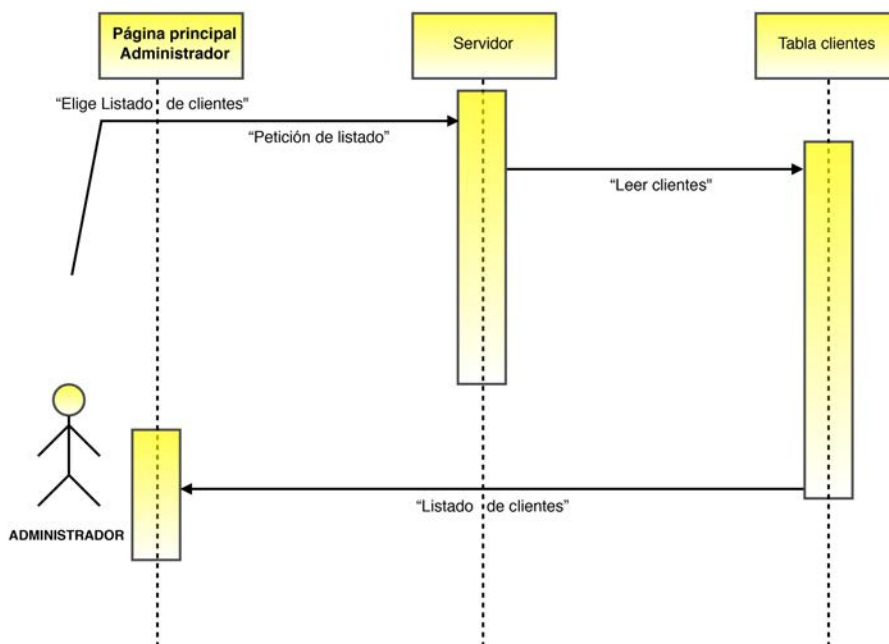 Página principal
Administrador
Servidor
Tabla clientes
“Elige Listado de clientes”
“Petición de listado”
“Leer clientes”
“Listado de clientes”
ADMINISTRADOR